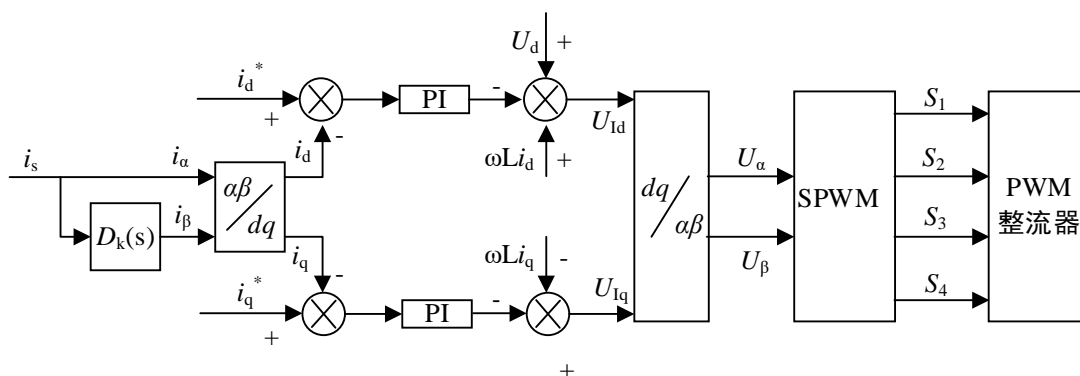 U_d +
i_d^* + - i_d
PI -
ωLi_d +
U_Id
i_s
i_α
D_k(s)
i_β
αβ/dq
i_q
i_q^* + -
PI -
ωLi_q -
U_Iq
+
dq/αβ
U_α
U_β
SPWM
S_1
S_2
S_3
S_4
PWM
整流器